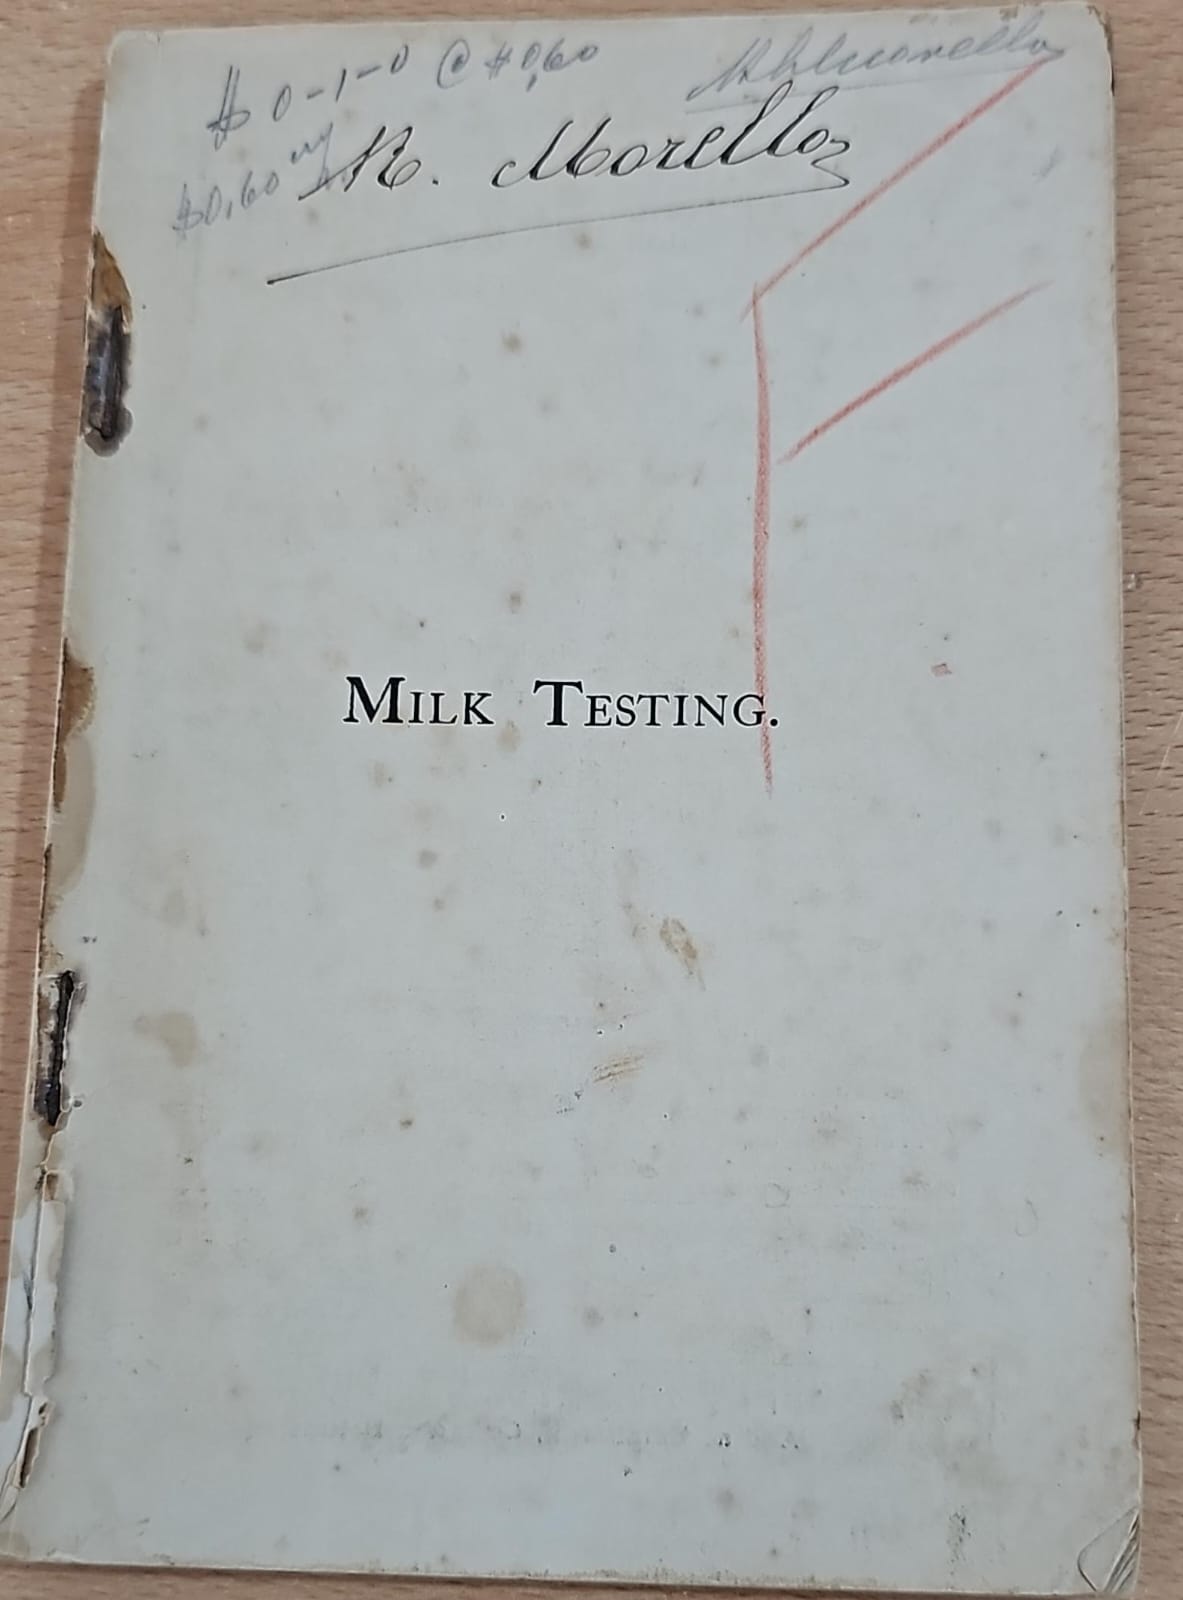 $ 0-1-0 @ $0,60
$0,60
R. Morello
MILK TESTING.